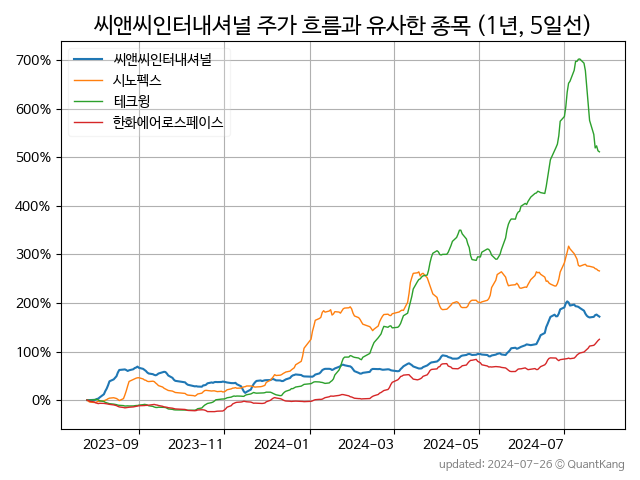 씨앤씨인터내셔널 주가 흐름과 유사한 종목 (1년, 5일선)
씨앤씨인터내셔널
시노펙스
테크윙
한화에어로스페이스
700%
600%
500%
400%
300%
200%
100%
0%
2023-09 2023-11 2024-01 2024-03 2024-05 2024-07
updated: 2024-07-26 © QuantKang